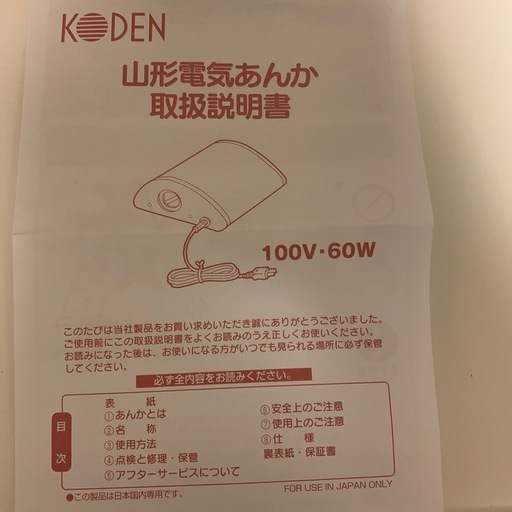 KODEN
山形電気あんか
取扱説明書
100V・60W
このたびは当社製品をお買い求めいただき誠にありがとうございました。
ご使用前にこの取扱説明書をよくお読みのうえ正しくお使いください。
お読みになった後は、お使いになる方がいつでも見られる場所に必ず保管
してください。
必ず全内容をお読みください。
目次
表紙
①あんかとは
②名称
③使用方法
④点検と修理・保管
⑤アフターサービスについて
⑥安全上のご注意
⑦使用上のご注意
⑧仕様
裏表紙・保証書
●この製品は日本国内専用です。
FOR USE IN JAPAN ONLY